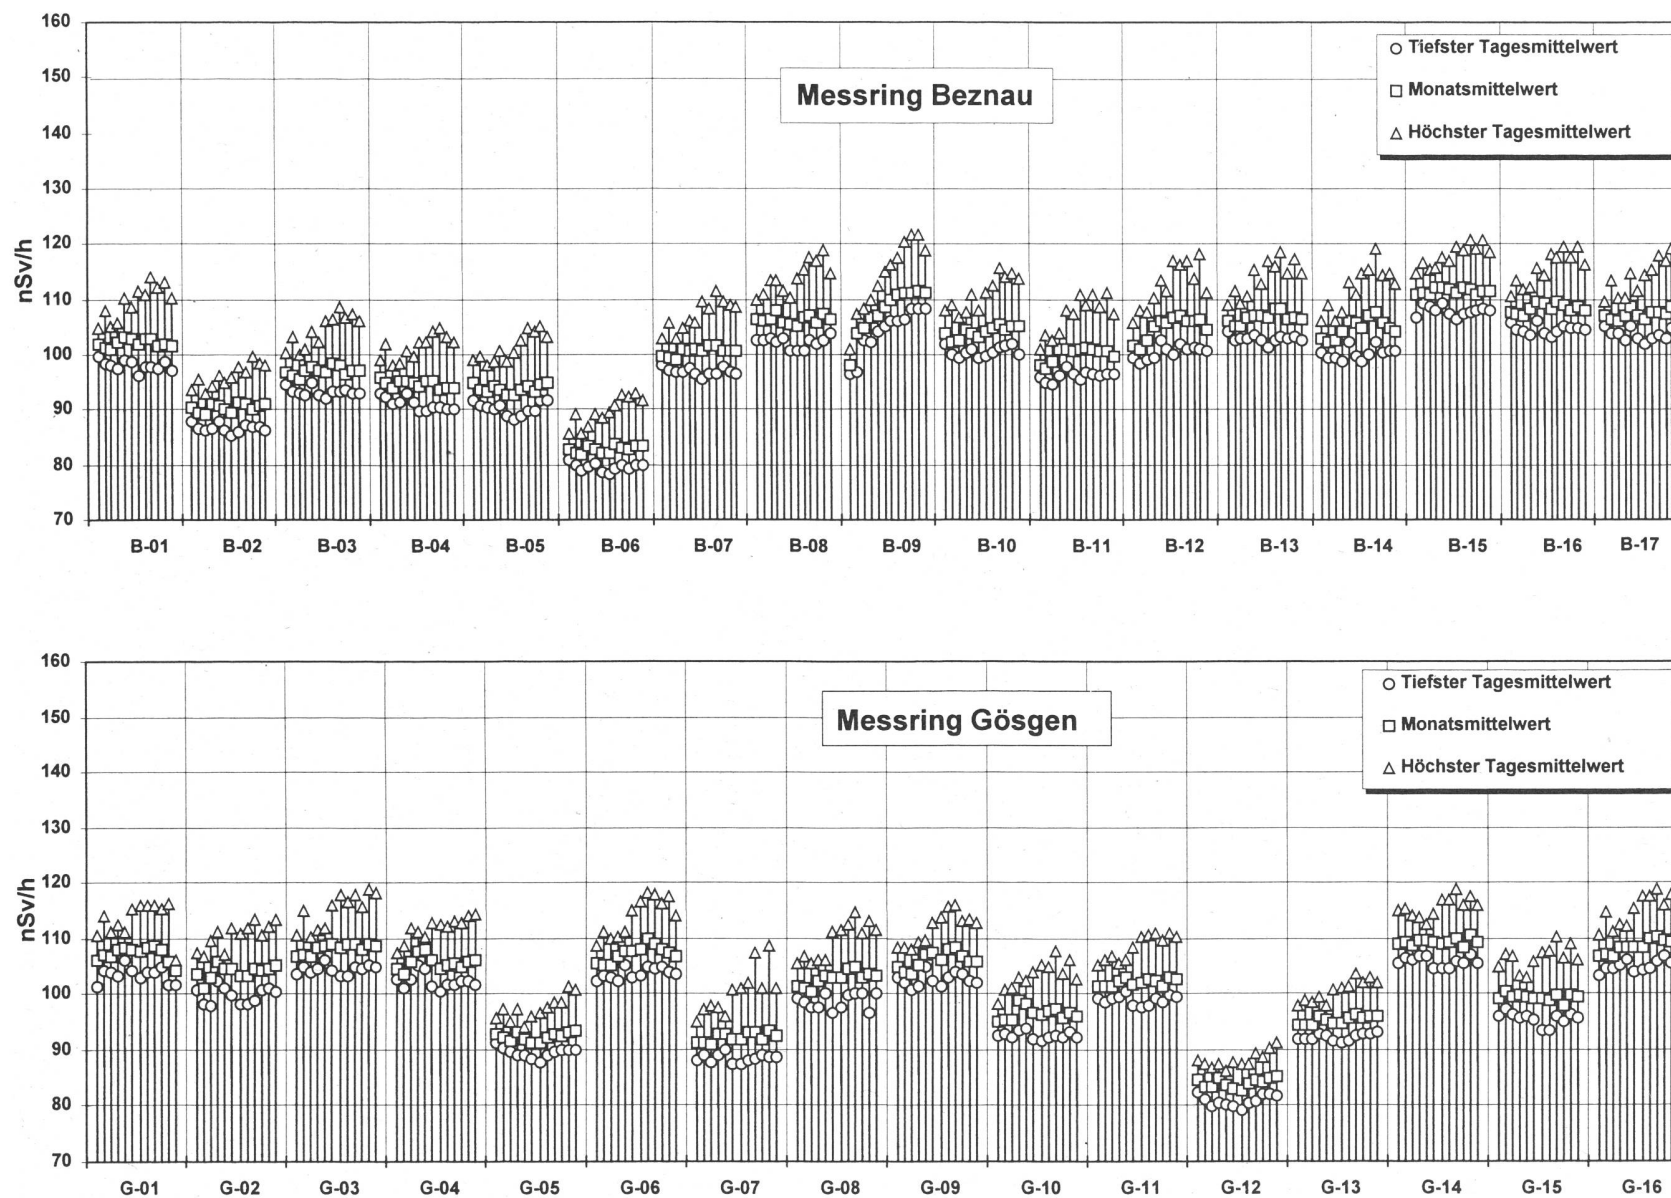 160
150
140
130
120
110
100
90
80
70
nSv/h
Messring Beznau
Tiefster Tagesmittelwert
Monatsmittelwert
Höchster Tagesmittelwert
B-01 B-02 B-03 B-04 B-05 B-06 B-07 B-08 B-09 B-10 B-11 B-12 B-13 B-14 B-15 B-16 B-17
160
150
140
130
120
110
100
90
80
70
nSv/h
Messring Gösgen
Tiefster Tagesmittelwert
Monatsmittelwert
Höchster Tagesmittelwert
G-01 G-02 G-03 G-04 G-05 G-06 G-07 G-08 G-09 G-10 G-11 G-12 G-13 G-14 G-15 G-16